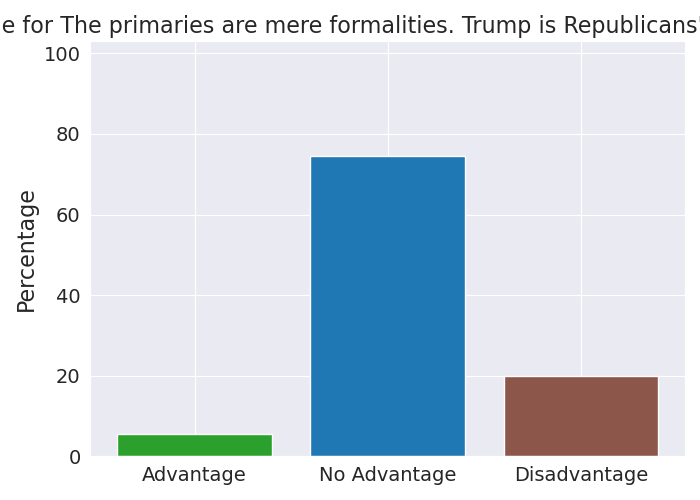 e for The primaries are mere formalities. Trump is Republicans'
100
80
60
40
20
0
Percentage
Advantage
No Advantage
Disadvantage